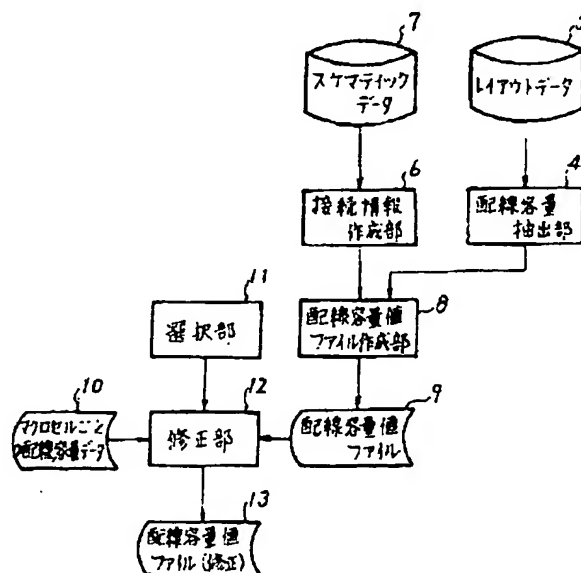 7
スケマティック
データ
レイアウトデータ
6
接続情報
作成部
4
配線容量
抽出部
11
選択部
配線容量値
ファイル作成部
8
10
マクロセルごと
の配線容量データ
12
修正部
9
配線容量値
ファイル
13
配線容量値
ファイル(修正)